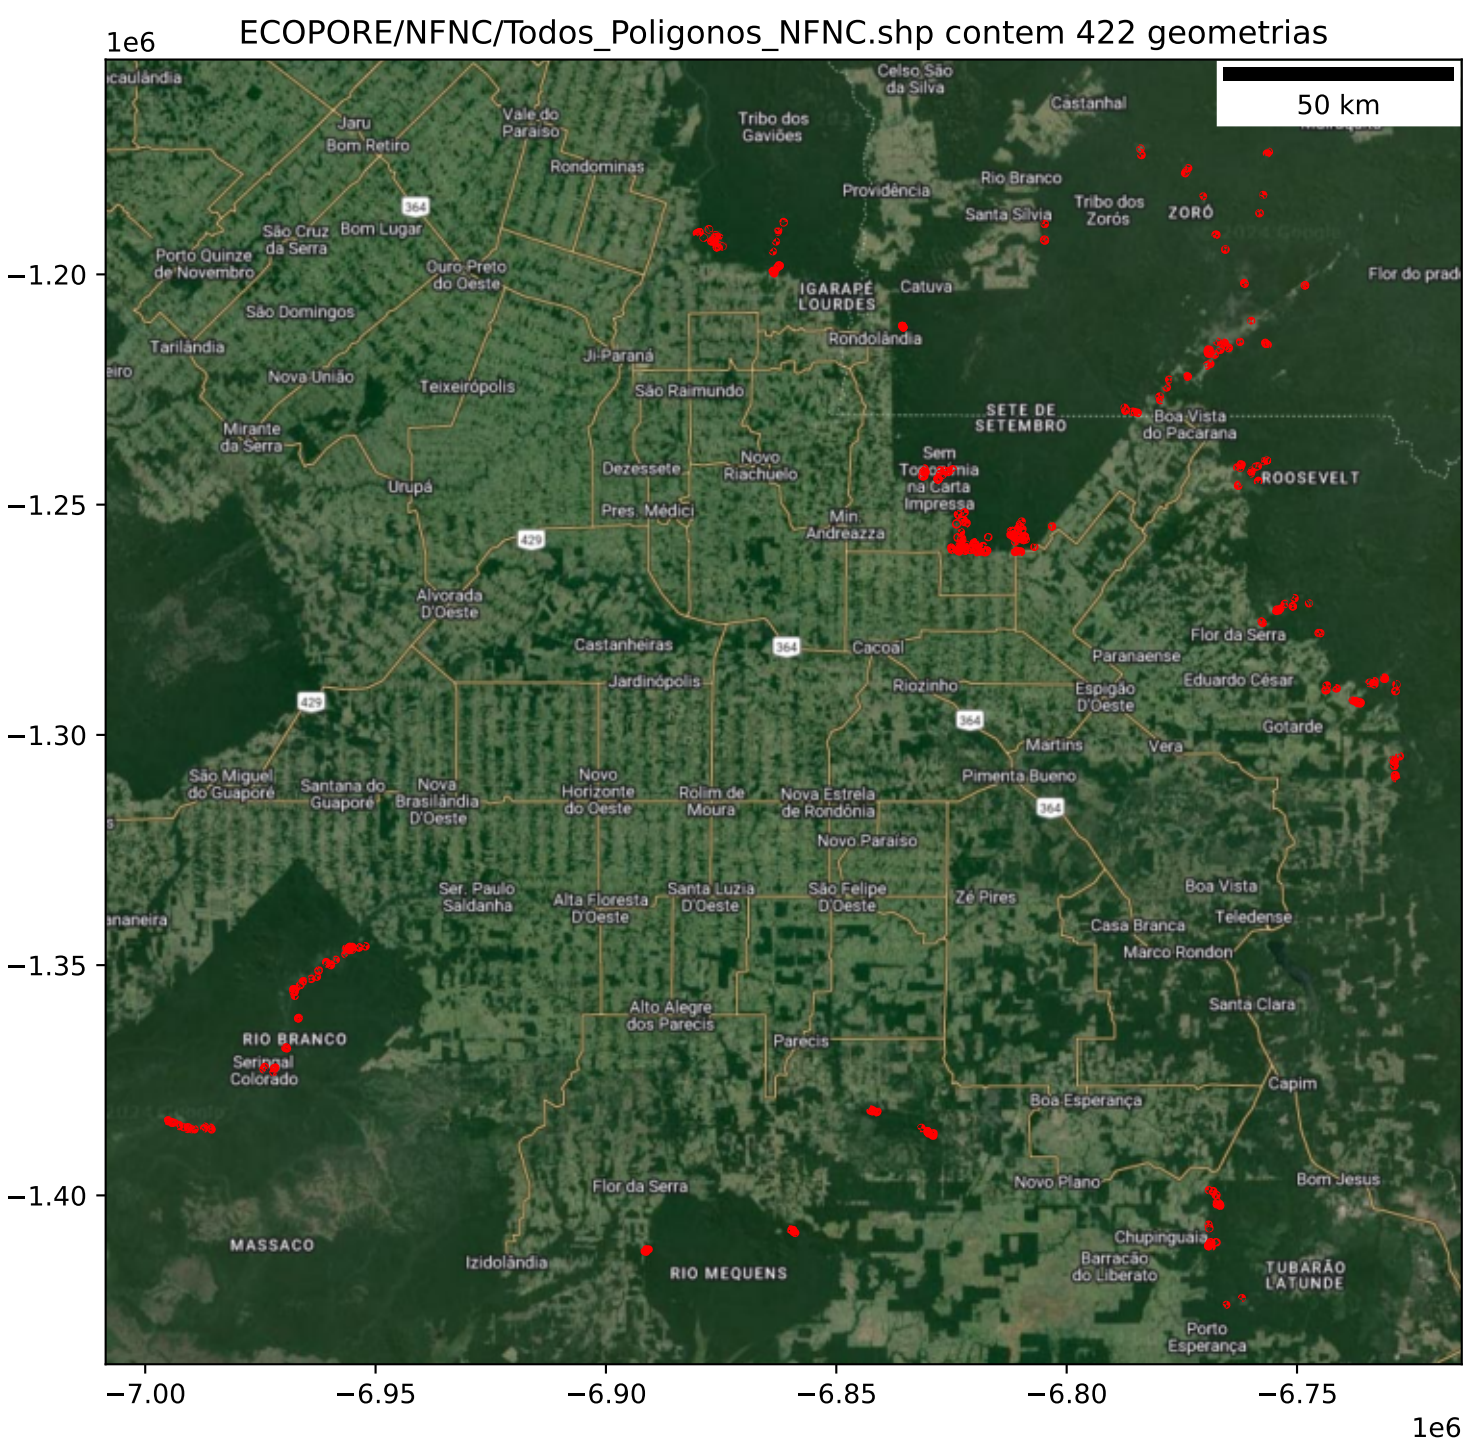 ECOPORE/NFNC/Todos_Poligonos_NFNC.shp contem 422 geometrias
1e6
50 km
caulândia
Celso São
da Silva
Castanhal
Tribo dos
Gaviões
Vale do
Paraíso
Jaru
Bom Retiro
Rondominas
Providência
Rio Branco
Santa Silvia
Tribo dos
Zorós
ZORÓ
364
São Cruz
da Serra
Bom Lugar
Porto Quinze
de Novembro
Ouro Preto
do Oeste
−1.20
Flor do prad
IGARAPÉ
LOURDES
Catuva
São Domingos
Rondolândia
Tarilândia
Ji-Paraná
eiro
Nova União
Teixeirópolis
São Raimundo
SETE DE
SETEMBRO
Boa Vista
do Pacarana
Mirante
da Serra
Dezessete
Novo
Riachuelo
Sem
na Carta
Impressa
ROOSEVELT
Urupá
−1.25
Pres. Médici
Min.
Andreazza
429
Alvorada
D'Oeste
Castanheiras
364
Cacoal
Flor da Serra
Paranaense
Jardinópolis
Riozinho
Espigão
D'Oeste
Eduardo César
429
364
Gotarde
−1.30
Martins
Vera
São Miguel
do Guaporé
Santana do
Guaporé
Nova
Brasilândia
D'Oeste
Novo
Horizonte
do Oeste
Rolim de
Moura
Nova Estrela
de Rondônia
Pimenta Bueno
364
Novo Paraíso
Ser. Paulo
Saldanha
Alta Floresta
D'Oeste
Santa Luzia
D'Oeste
São Felipe
D'Oeste
Zé Pires
Boa Vista
ananeira
Casa Branca
Teledense
Marco Rondon
−1.35
Alto Alegre
dos Parecis
Santa Clara
RIO BRANCO
Parecis
Seringal
Colorado
Capim
Boa Esperança
Flor da Serra
Novo Plano
Bom Jesus
−1.40
MASSACO
Chupinguaia
Izidolândia
RIO MEQUENS
Barracão
do Liberato
TUBARÃO
LATUNDE
Porto
Esperança
−7.00
−6.95
−6.90
−6.85
−6.80
−6.75
1e6